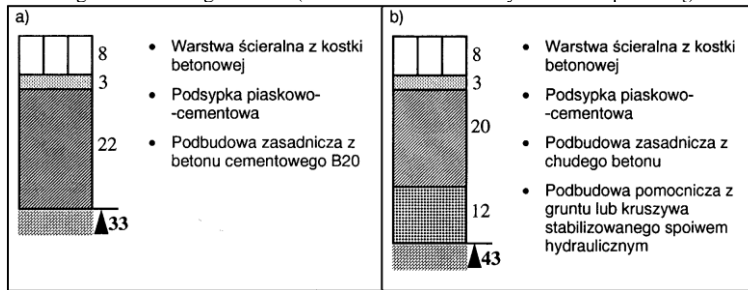 a)
8
3
22
33
• Warstwa ścieralna z kostki
betonowej
• Podsypka piaskowo-
-cementowa
• Podbudowa zasadnicza z
betonu cementowego B20
b)
8
3
20
12
43
• Warstwa ścieralna z kostki
betonowej
• Podsypka piaskowo-
-cementowa
• Podbudowa zasadnicza z
chudego betonu
• Podbudowa pomocnicza z
gruntu lub kruszywa
stabilizowanego spoiwem
hydraulicznym